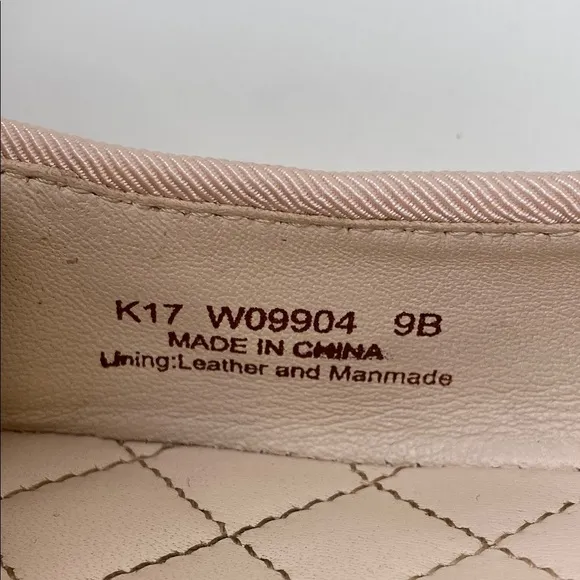 K17 W09904 9B
MADE IN CHINA
Lining:Leather and Manmade